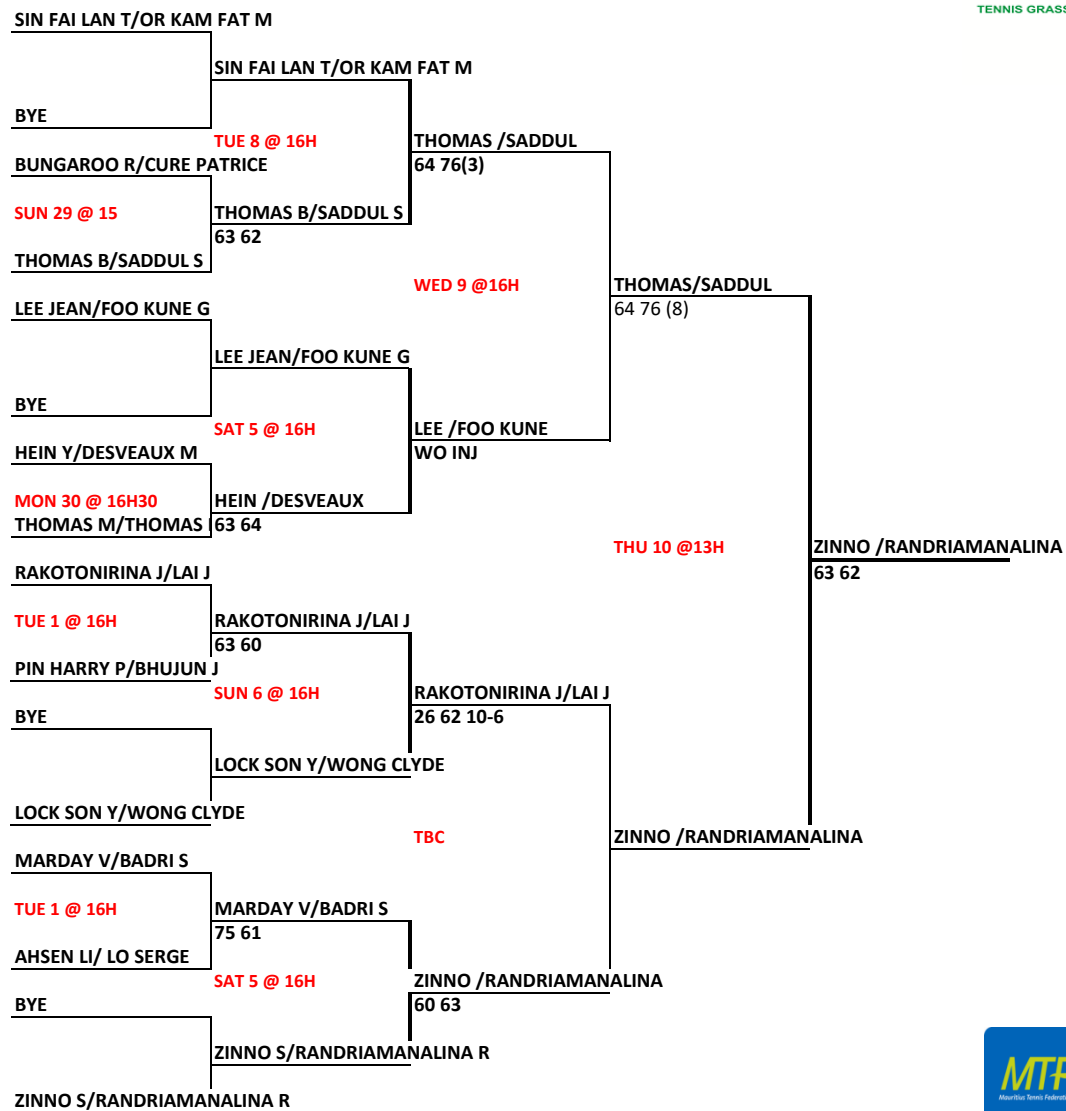 TENNIS GRASS
SIN FAI LAN T/OR KAM FAT M
SIN FAI LAN T/OR KAM FAT M
BYE
TUE 8 @ 16H
THOMAS /SADDUL
BUNGAROO R/CURE PATRICE
64 76(3)
SUN 29 @ 15
THOMAS B/SADDUL S
63 62
THOMAS B/SADDUL S
WED 9 @16H
THOMAS/SADDUL
LEE JEAN/FOO KUNE G
64 76 (8)
LEE JEAN/FOO KUNE G
BYE
SAT 5 @ 16H
LEE /FOO KUNE
HEIN Y/DESVEAUX M
WO INJ
MON 30 @ 16H30
HEIN /DESVEAUX
THOMAS M/THOMAS
63 64
THU 10 @13H
ZINNO /RANDRIAMANALINA
RAKOTONIRINA J/LAI J
63 62
TUE 1 @ 16H
RAKOTONIRINA J/LAI J
63 60
PIN HARRY P/BHUJUN J
SUN 6 @ 16H
RAKOTONIRINA J/LAI J
BYE
26 62 10-6
LOCK SON Y/WONG CLYDE
LOCK SON Y/WONG CLYDE
TBC
ZINNO /RANDRIAMANALINA
MARDAY V/BADRI S
TUE 1 @ 16H
MARDAY V/BADRI S
75 61
AHSEN LI/ LO SERGE
SAT 5 @ 16H
ZINNO /RANDRIAMANALINA
BYE
60 63
ZINNO S/RANDRIAMANALINA R
MTF
Mauritius Tennis Federat
ZINNO S/RANDRIAMANALINA R